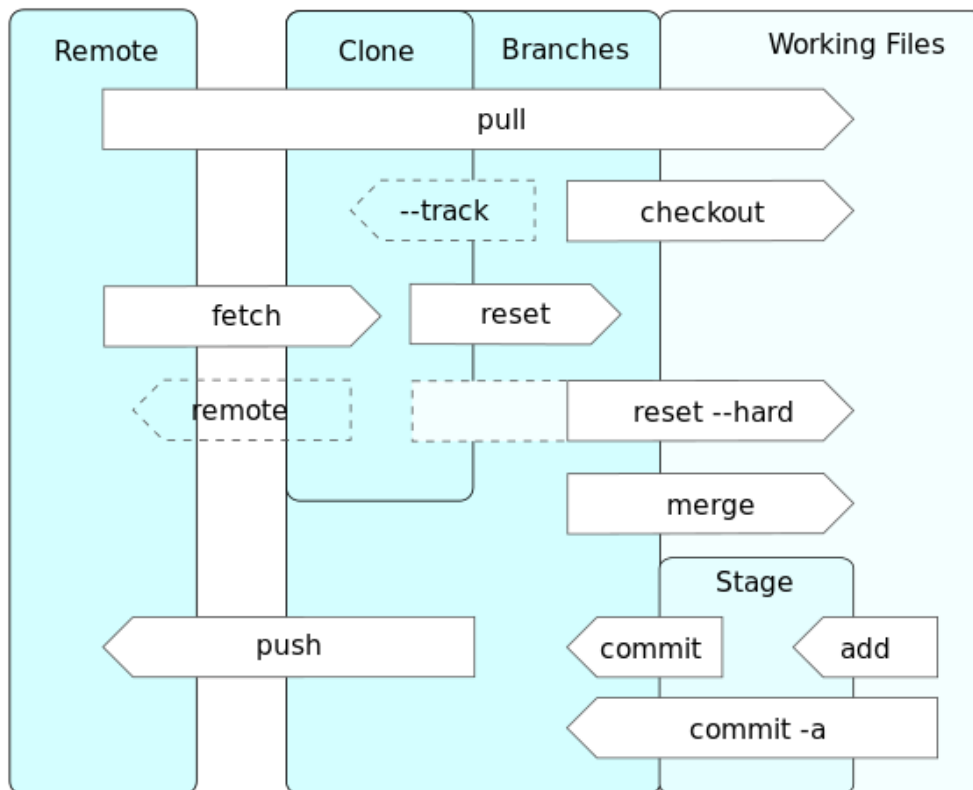 Remote
Clone
Branches
Working Files
pull
--track
checkout
fetch
reset
remote
reset --hard
merge
Stage
push
commit
add
commit -a